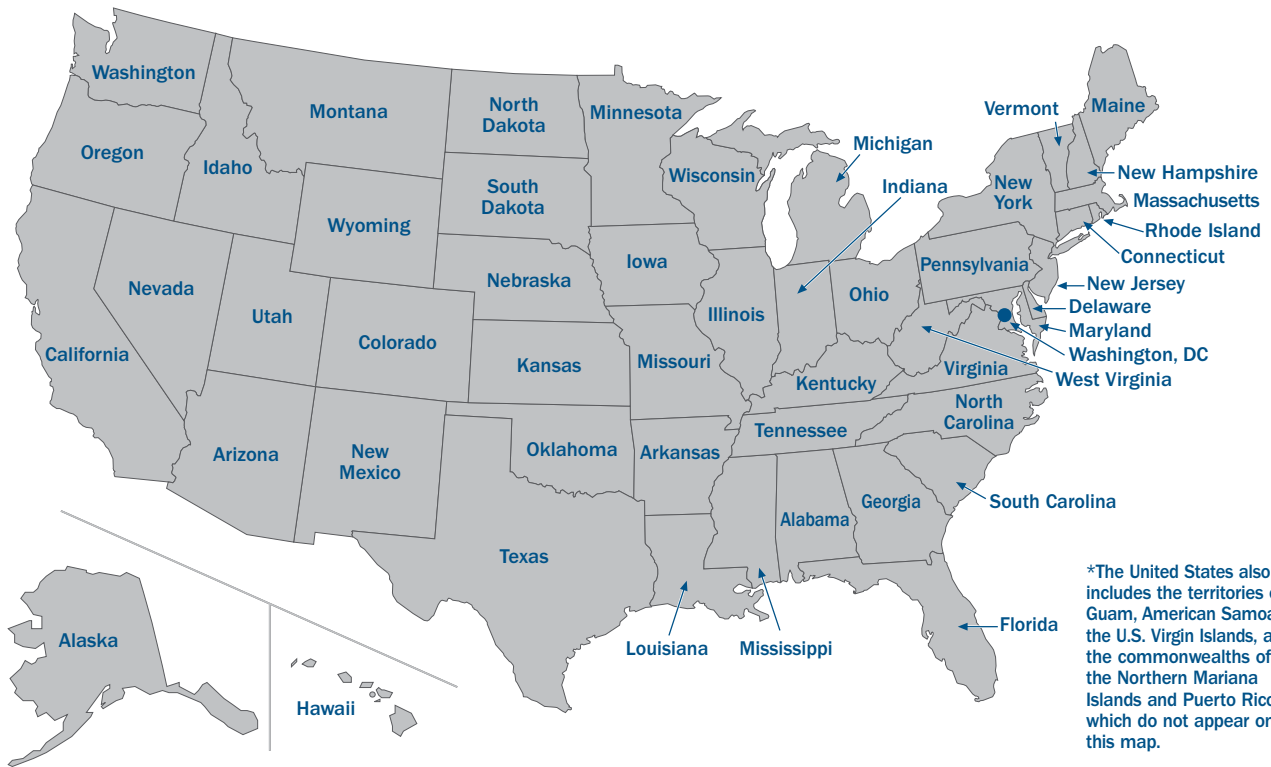 Washington
Montana
North
Dakota
Minnesota
Vermont
Maine
Oregon
Idaho
Michigan
South
Dakota
Wisconsin
Indiana
New
York
New Hampshire
Massachusetts
Wyoming
Rhode Island
Connecticut
Iowa
Pennsylvania
Nebraska
Nevada
Ohio
New Jersey
Delaware
Utah
Illinois
Maryland
Colorado
California
Washington, DC
Kansas
Missouri
Kentucky
Virginia
West Virginia
North
Carolina
Tennessee
Arizona
New
Mexico
Oklahoma
Arkansas
South Carolina
Alabama
Georgia
Texas
*The United States also
includes the territories
Guam, American Samoa
the U.S. Virgin Islands,
the commonwealths of
the Northern Mariana
Islands and Puerto Rico
which do not appear on
this map.
Florida
Alaska
Louisiana
Mississippi
Hawaii